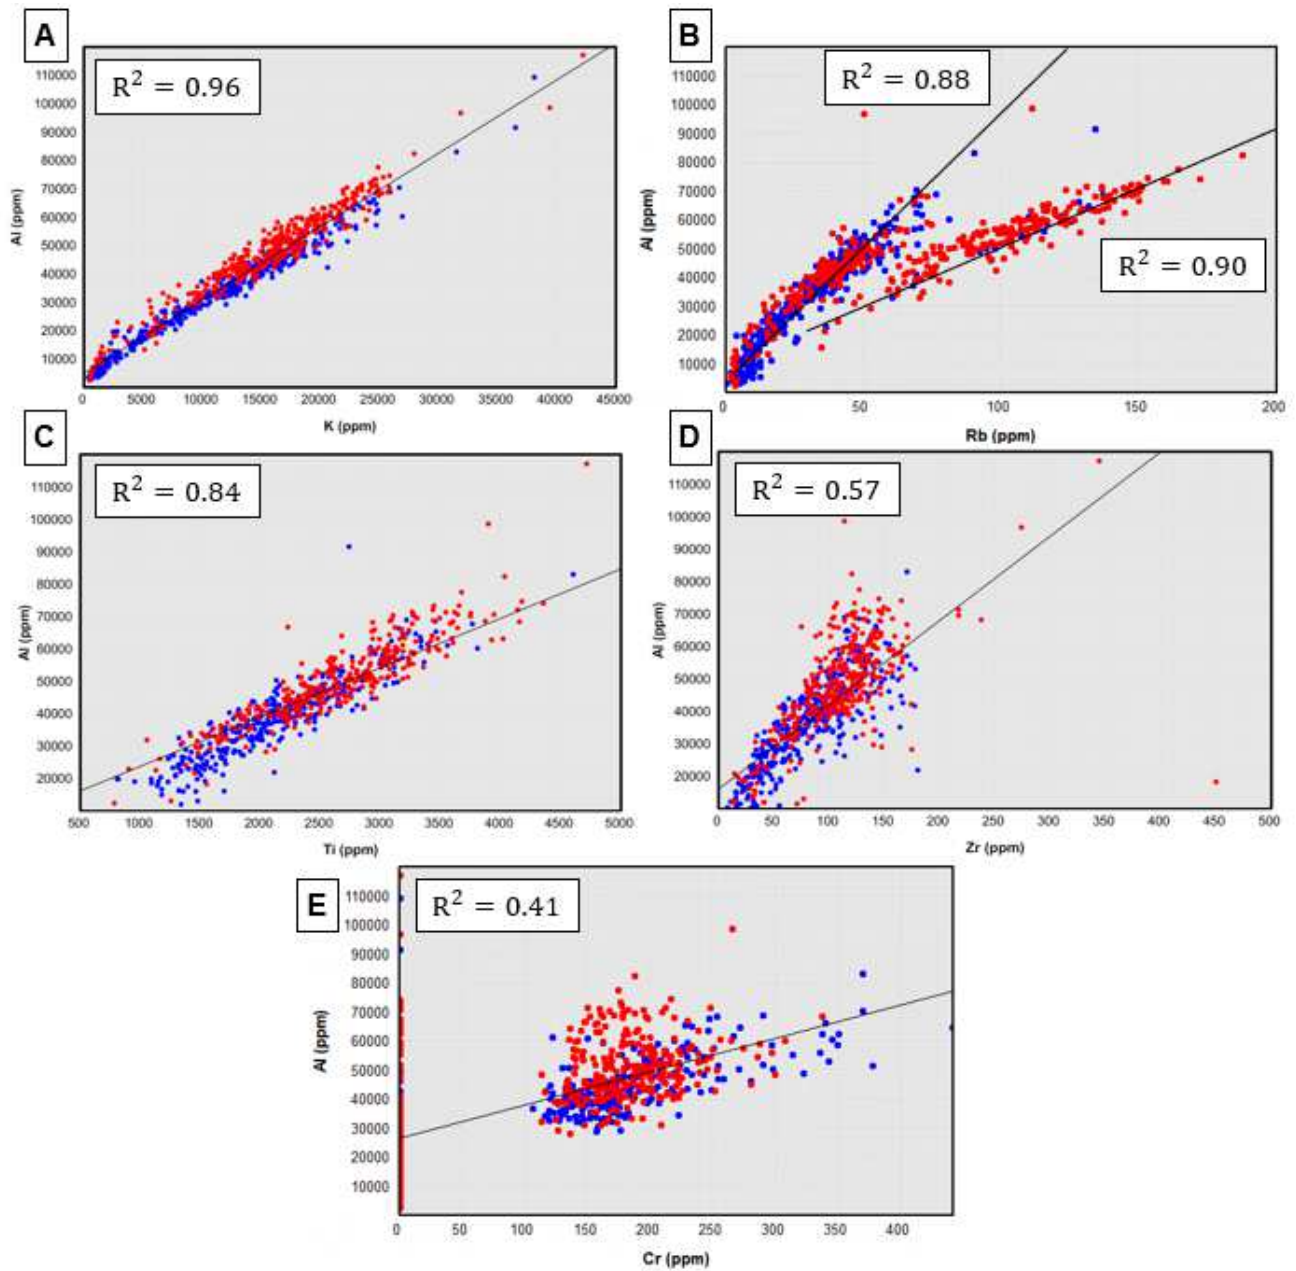 A
R² = 0.96
110000
100000
90000
80000
70000
60000
50000
40000
30000
20000
10000
Al (ppm)
0 5000 10000 15000 20000 25000 30000 35000 40000 45000
K (ppm)
B
R² = 0.88
R² = 0.90
110000
100000
90000
80000
70000
60000
50000
40000
30000
20000
10000
Al (ppm)
0 50 100 150 200
Rb (ppm)
C
R² = 0.84
110000
100000
90000
80000
70000
60000
50000
40000
30000
20000
Al (ppm)
500 1000 1500 2000 2500 3000 3500 4000 4500 5000
Ti (ppm)
D
R² = 0.57
110000
100000
90000
80000
70000
60000
50000
40000
30000
20000
Al (ppm)
0 50 100 150 200 250 300 350 400 450 500
Zr (ppm)
E
R² = 0.41
110000
100000
90000
80000
70000
60000
50000
40000
30000
20000
10000
Al (ppm)
0 50 100 150 200 250 300 350 400
Cr (ppm)